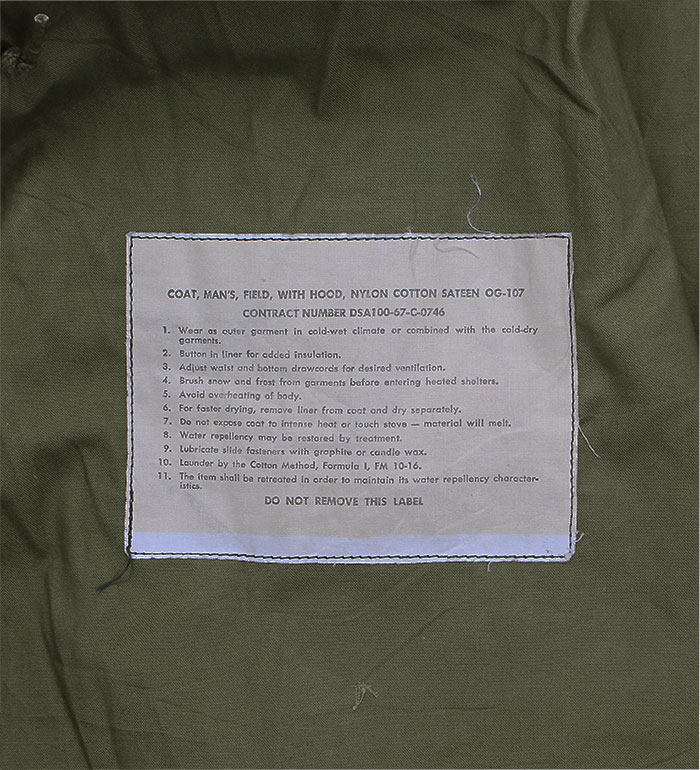 COAT, MAN'S, FIELD, WITH HOOD, NYLON COTTON SATEEN OG-107
CONTRACT NUMBER DSA100-67-C-0746
1. Wear as outer garment in cold-wet climate or combined with the cold-dry
garments.
2. Button in liner for added insulation.
3. Adjust waist and bottom drawcords for desired ventilation.
4. Brush snow and frost from garments before entering heated shelters.
5. Avoid overheating of body.
6. For faster drying, remove liner from coat and dry separately.
7. Do not expose coat to intense heat or touch stove — material will melt.
8. Water repellency may be restored by treatment.
9. Lubricate slide fasteners with graphite or candle wax.
10. Launder by the Cotton Method, Formula I, FM 10-16.
11. The item shall be retreated in order to maintain its water repellency character-
istics.
DO NOT REMOVE THIS LABEL